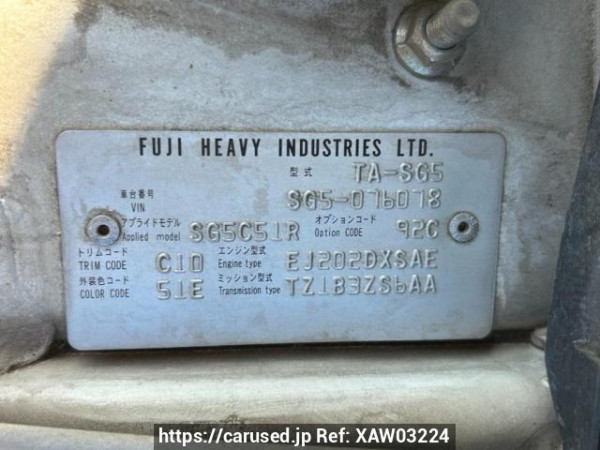 FUJI HEAVY INDUSTRIES LTD.
型式 TA-SG5
車台番号 VIN SG5-076078
アプライドモデル Applied model SG5C51R オプションコード Option CODE 92C
トリムコード TRIM CODE C10 エンジン型式 Engine type EJ202DXSAE
外装色コード COLOR CODE 51E ミッション型式 Transmission type TZ1B3ZS6AA
https://carused.jp Ref: XAW03224